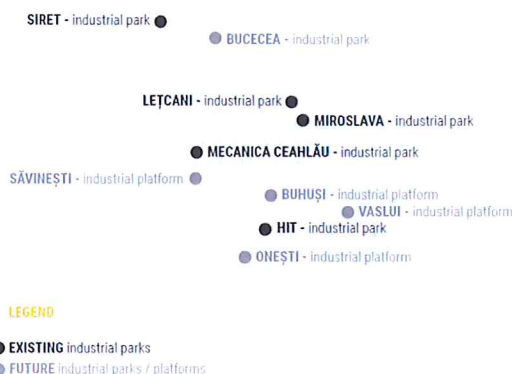 SIRET - industrial park
BUCECEA - industrial park
LEȚCANI - industrial park
MIROSLAVA - industrial park
MECANICA CEAHLĂU - industrial park
SĂVINEȘTI - industrial platform
BUHUȘI - industrial platform
VASLUI - industrial platform
HIT - industrial park
ONEȘTI - industrial platform
LEGEND
EXISTING industrial parks
FUTURE industrial parks / platforms